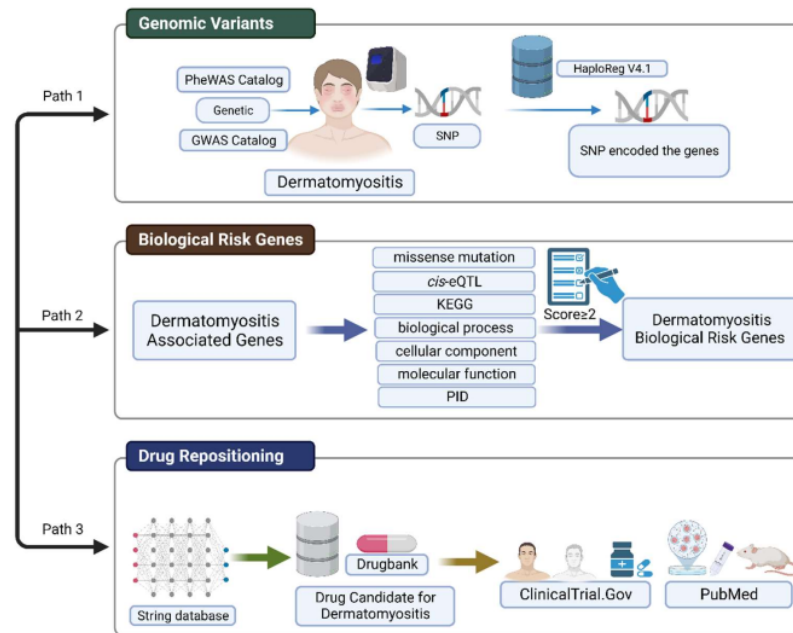 Genomic Variants
Path 1
PheWAS Catalog
Genetic
GWAS Catalog
Dermatomyositis
SNP
HaploReg V4.1
SNP encoded the genes
Biological Risk Genes
Path 2
Dermatomyositis
Associated Genes
missense mutation
cis-eQTL
KEGG
biological process
cellular component
molecular function
PID
Score≥2
Dermatomyositis
Biological Risk Genes
Drug Repositioning
Path 3
String database
Drugbank
Drug Candidate for
Dermatomyositis
ClinicalTrial.Gov
PubMed